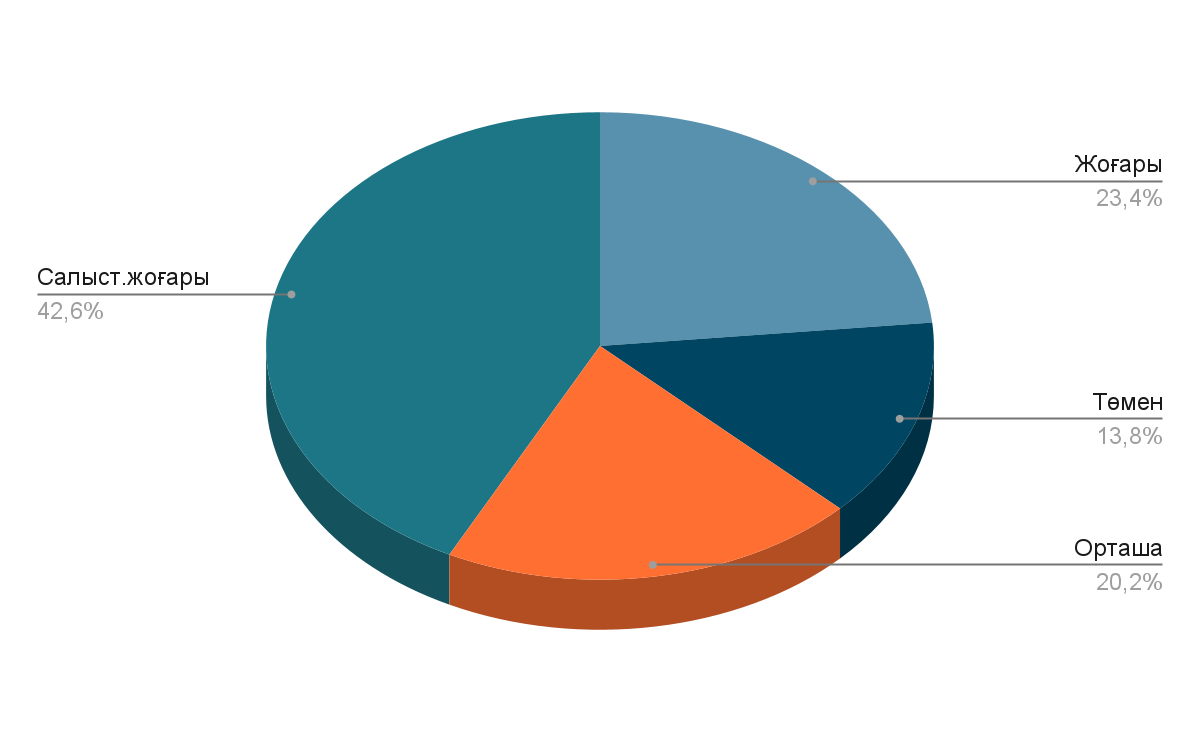 Жоғары
23,4%
Салыст.жоғары
42,6%
Төмен
13,8%
Орташа
20,2%